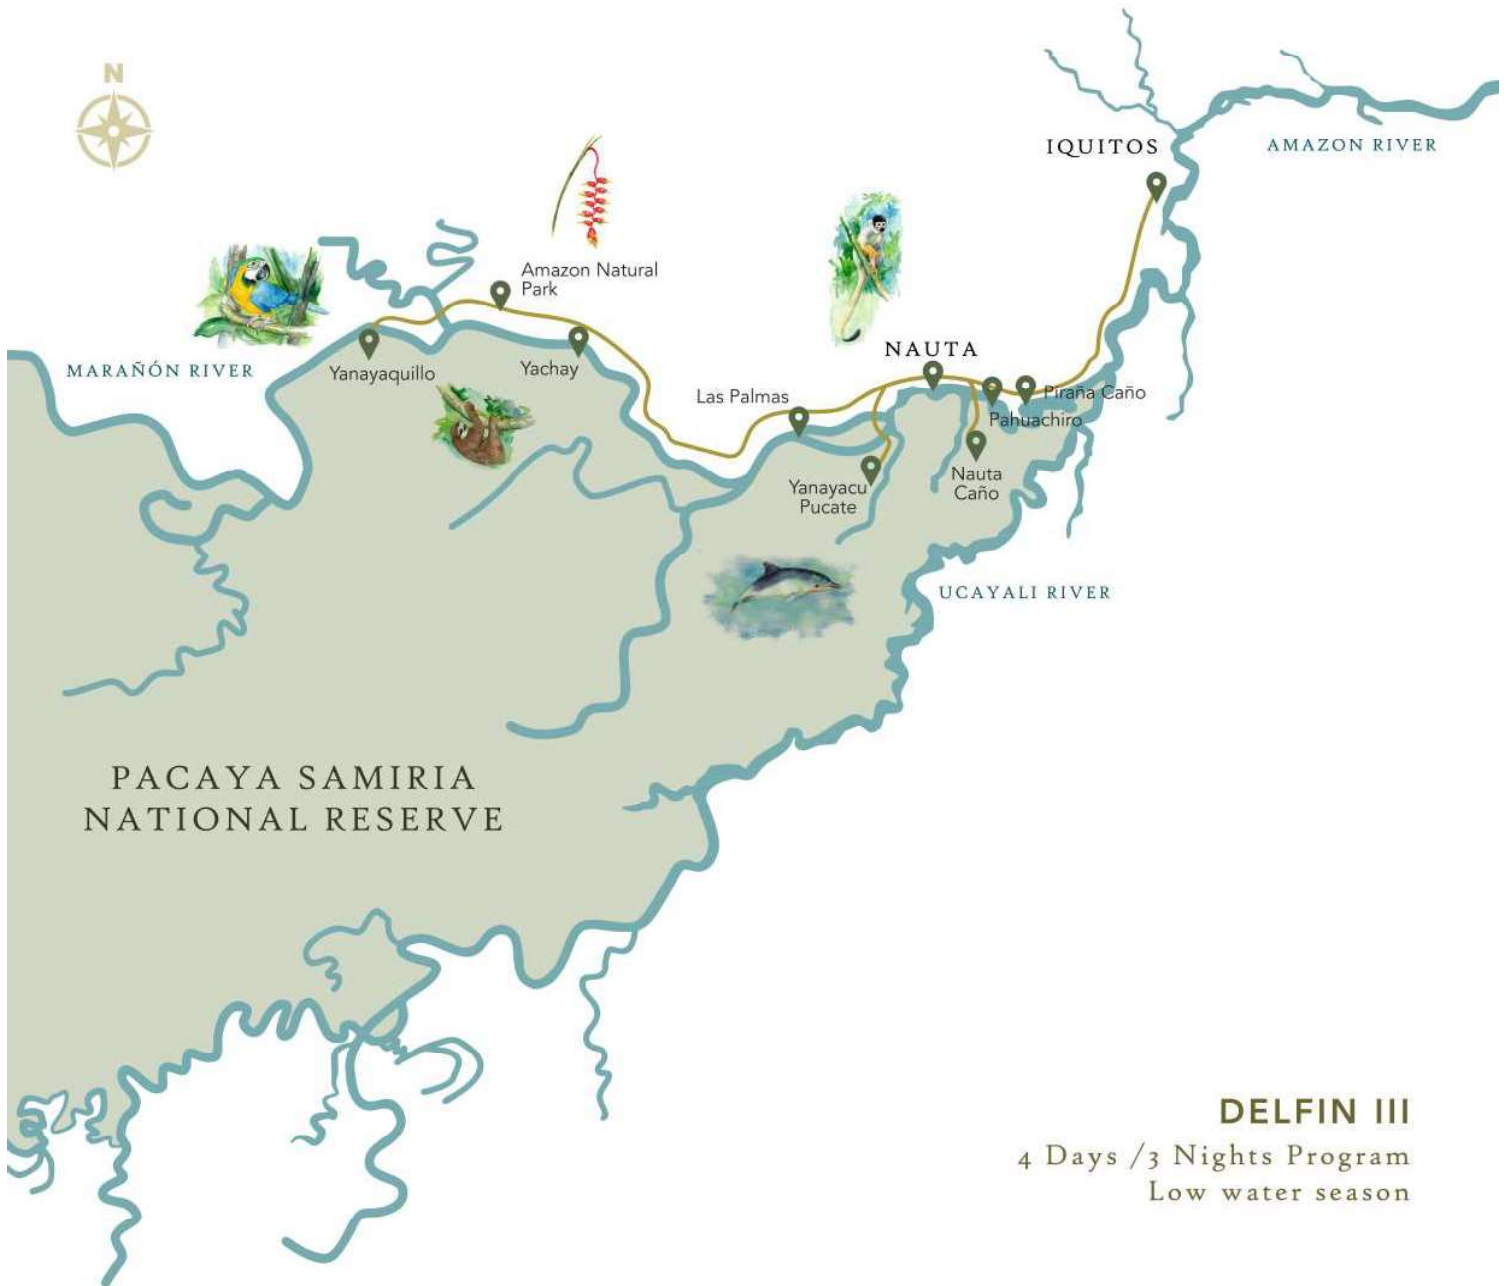 N
IQUITOS
AMAZON RIVER
Amazon Natural
Park
MARAÑÓN RIVER
Yanayaquillo
Yachay
NAUTA
Las Palmas
Piraña Caño
Pahuachiro
Yanayacu
Pucate
Nauta
Caño
UCAYALI RIVER
PACAYA SAMIRIA
NATIONAL RESERVE
DELFIN III
4 Days /3 Nights Program
Low water season